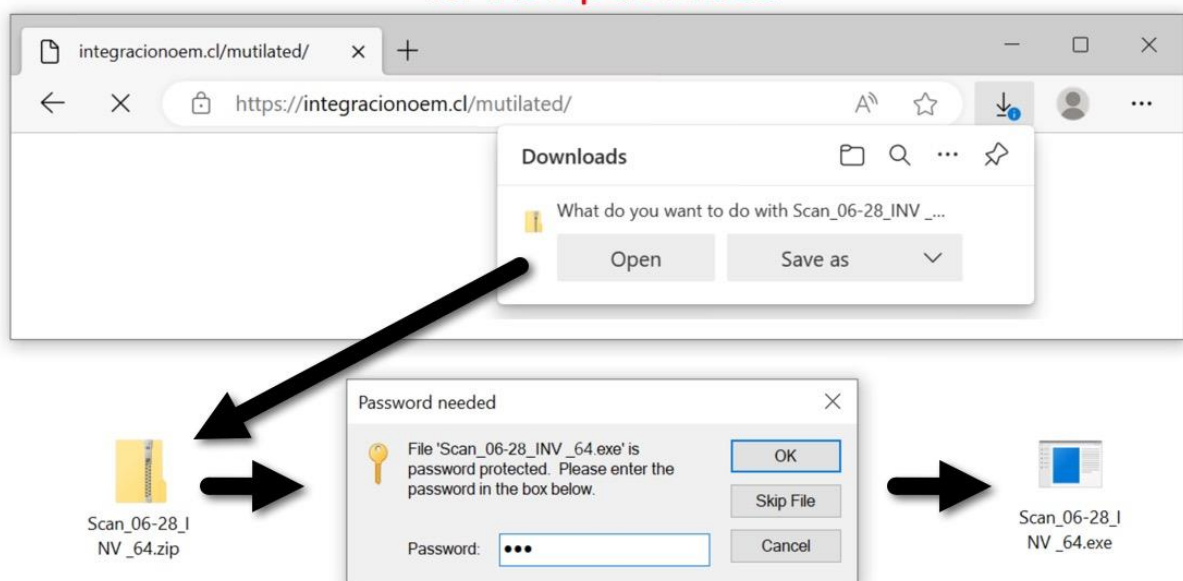 integracionoem.cl/mutilated/
https://integracionoem.cl/mutilated/
Downloads
What do you want to do with Scan_06-28_INV _...
Open
Save as
Password needed
File 'Scan_06-28_INV _64.exe' is
password protected. Please enter the
password in the box below.
OK
Skip File
Cancel
Password: •••
Scan_06-28_I
NV _64.zip
Scan_06-28_I
NV _64.exe